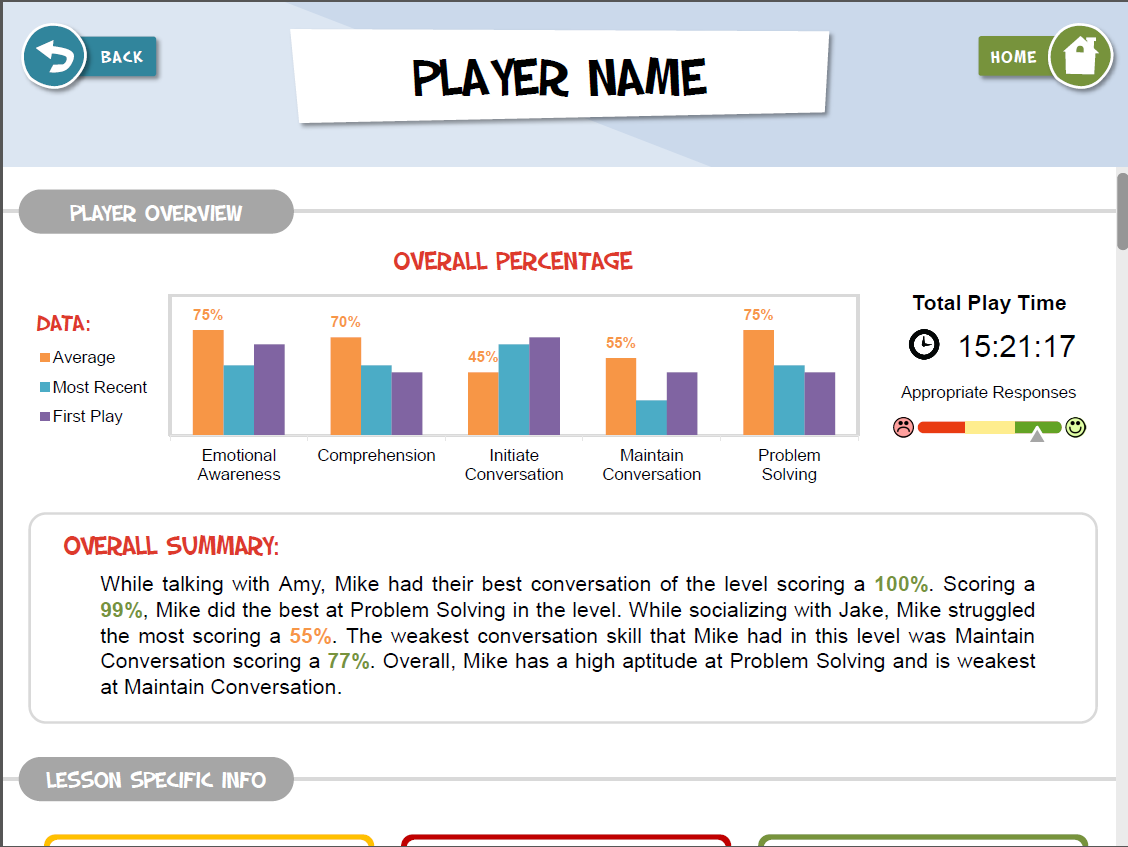 BACK
PLAYER NAME
HOME
PLAYER OVERVIEW
OVERALL PERCENTAGE
DATA:
Average
Most Recent
First Play
75%
70%
45%
55%
75%
Emotional
Awareness
Comprehension
Initiate
Conversation
Maintain
Conversation
Problem
Solving
Total Play Time
15:21:17
Appropriate Responses
OVERALL SUMMARY:
While talking with Amy, Mike had their best conversation of the level scoring a 100%. Scoring a
99%, Mike did the best at Problem Solving in the level. While socializing with Jake, Mike struggled
the most scoring a 55%. The weakest conversation skill that Mike had in this level was Maintain
Conversation scoring a 77%. Overall, Mike has a high aptitude at Problem Solving and is weakest
at Maintain Conversation.
LESSON SPECIFIC INFO